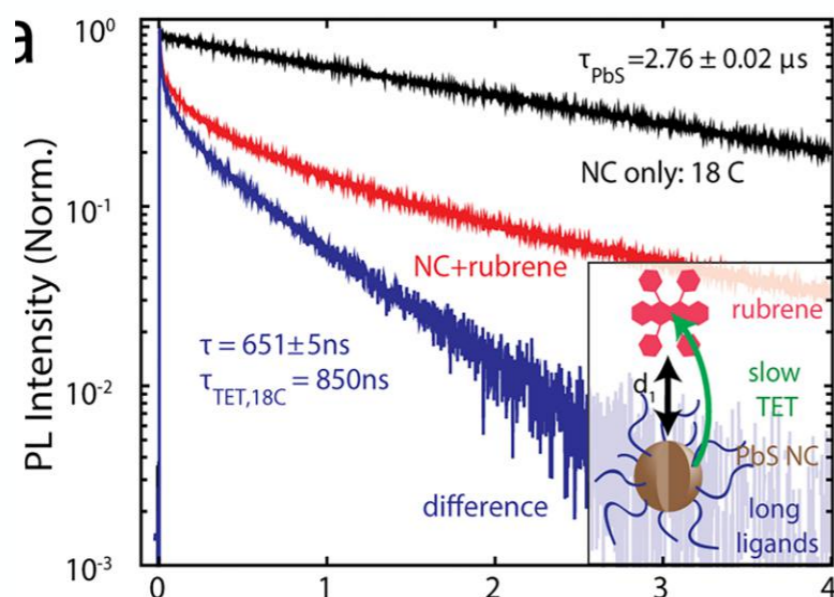 a
10⁰
τPbS =2.76 ± 0.02 μs
NC only: 18 C
10⁻¹
PL Intensity (Norm.)
NC+rubrene
rubrene
τ = 651±5ns
τTET,18C = 850ns
10⁻²
d₁
slow
TET
PbS NC
difference
long
ligands
10⁻³
0
1
2
3
4